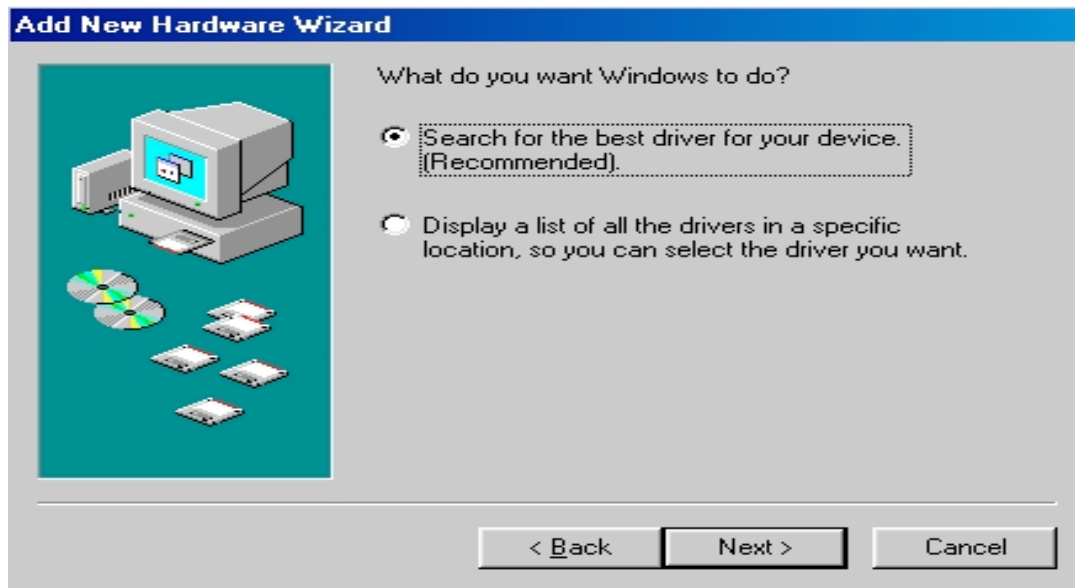 Add New Hardware Wizard
What do you want Windows to do?
Search for the best driver for your device.
(Recommended).
Display a list of all the drivers in a specific
location, so you can select the driver you want.
< Back
Next >
Cancel